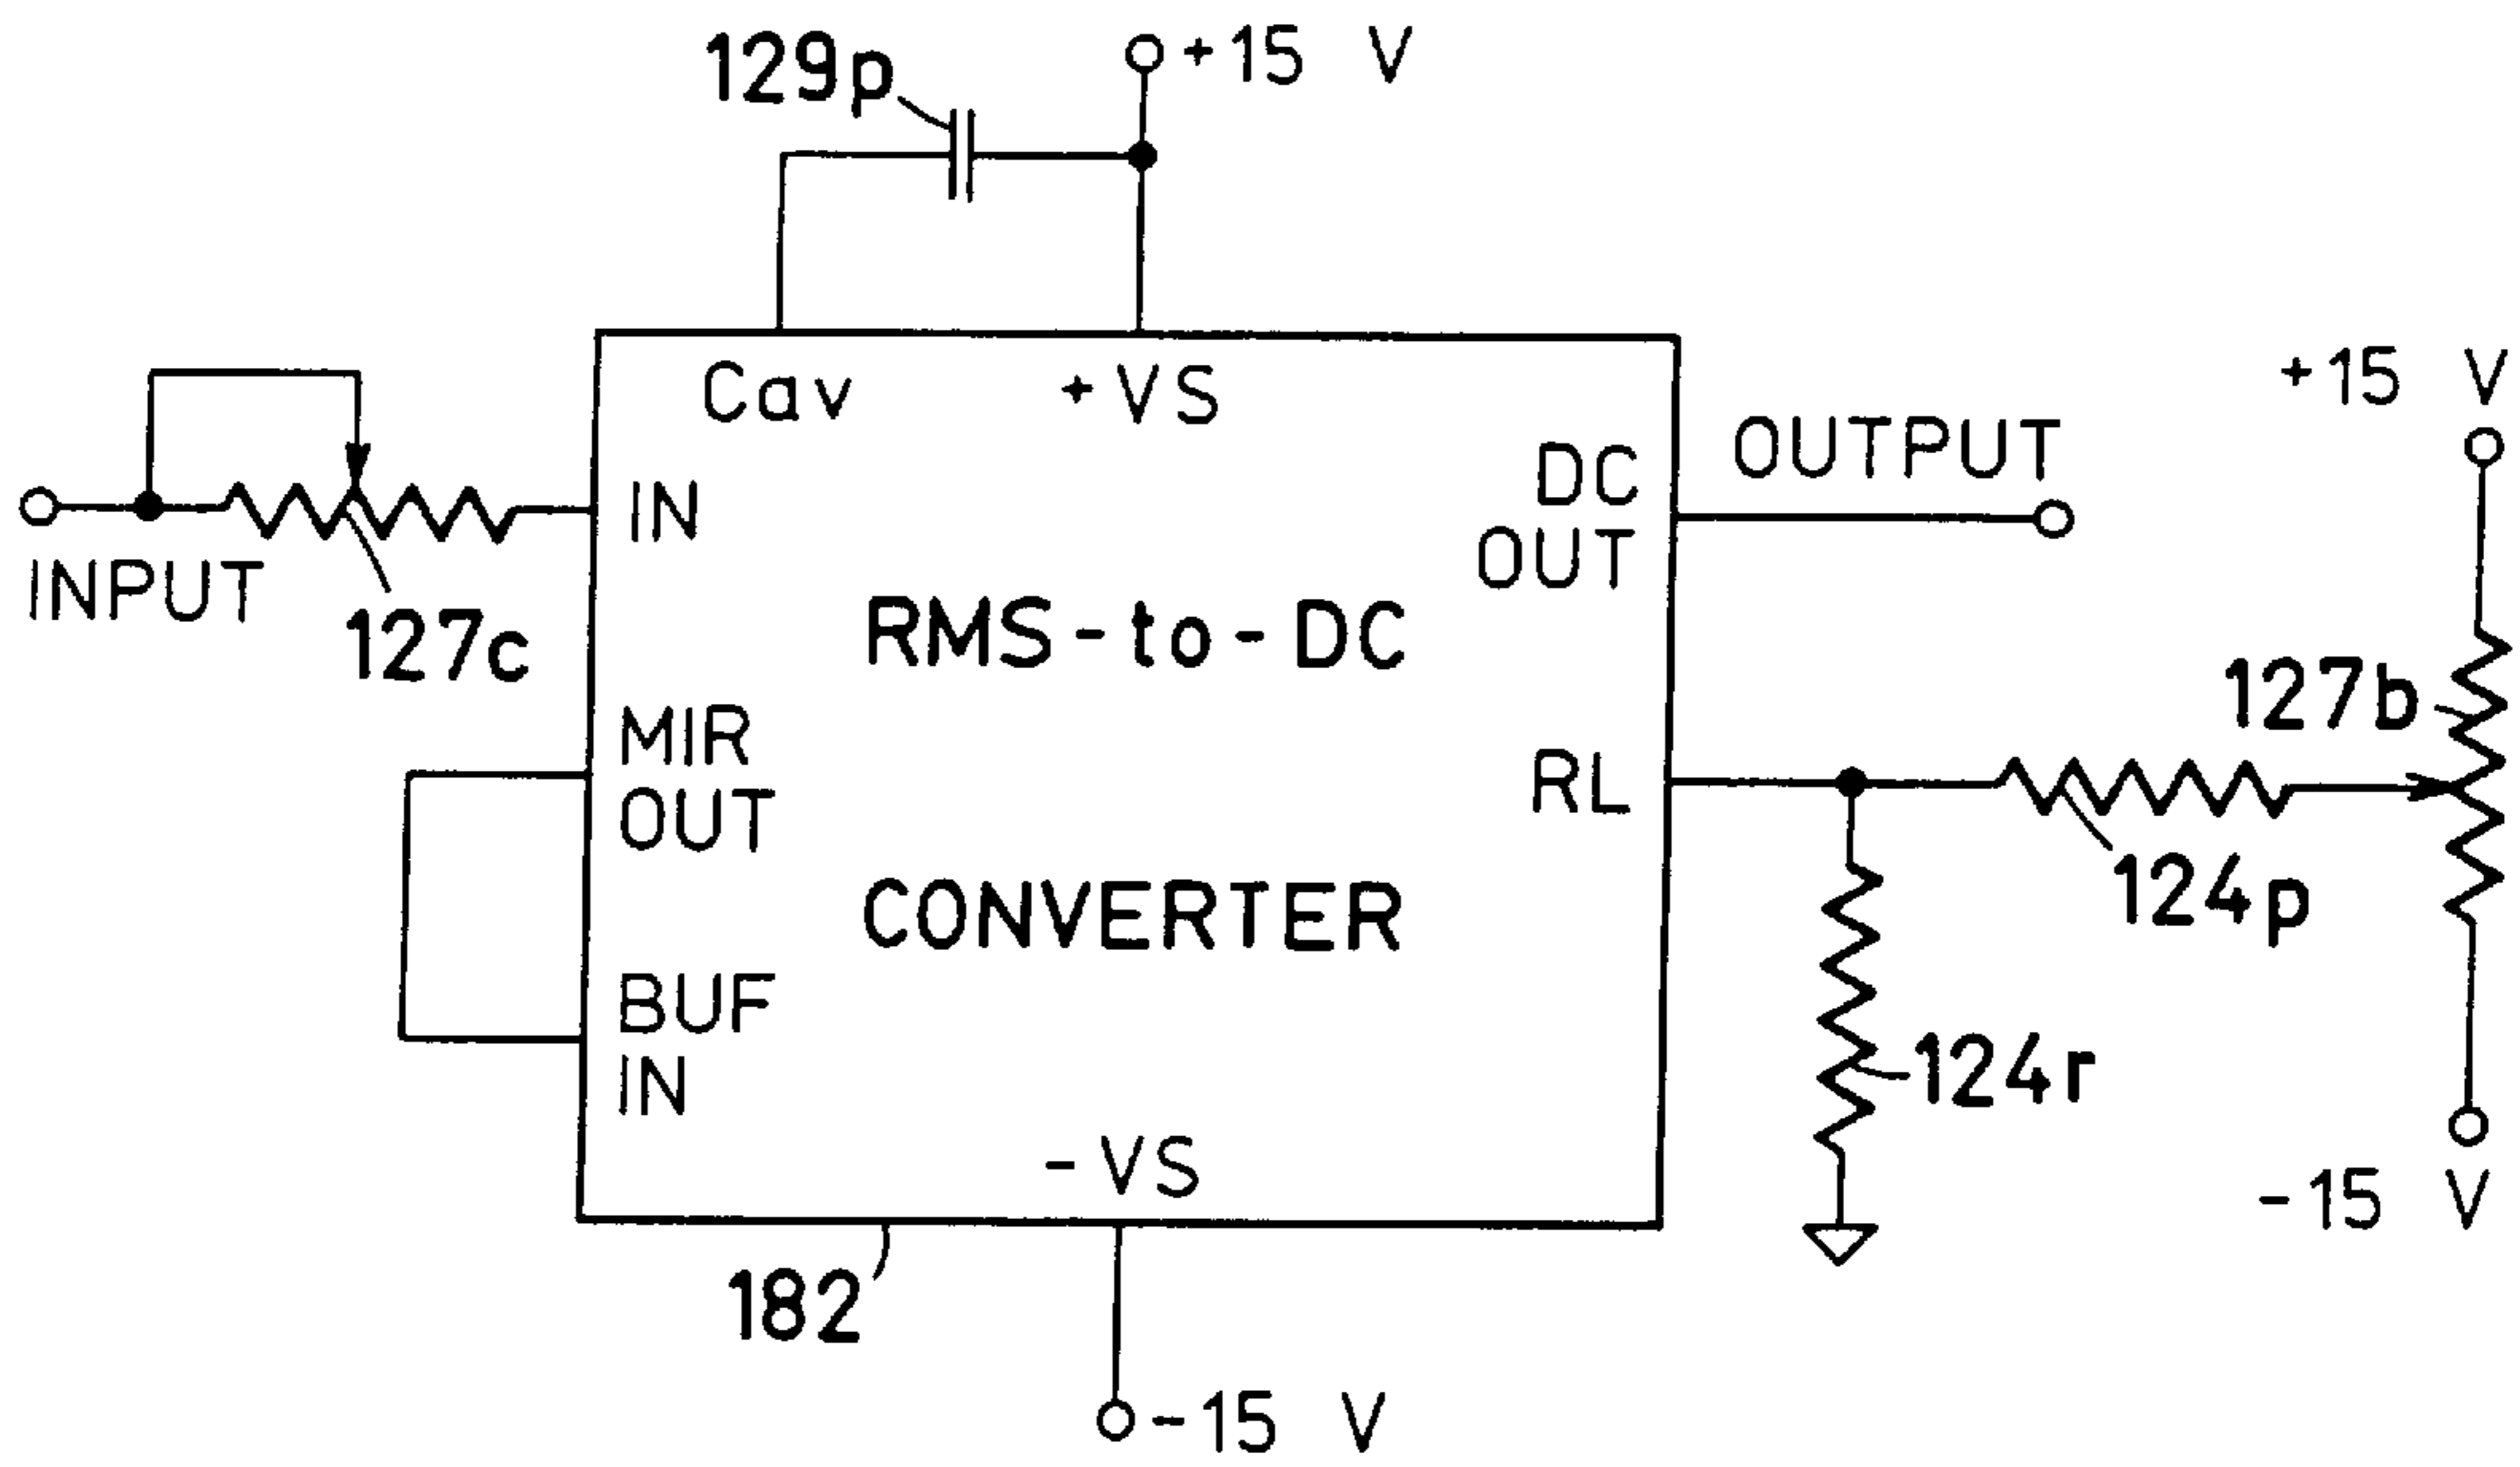 129p
+15 V
Cav
+VS
+15 V
DC
OUT
OUTPUT
IN
INPUT
127c
RMS-to-DC
127b
MIR
OUT
RL
124p
CONVERTER
BUF
IN
124r
-VS
-15 V
182
-15 V